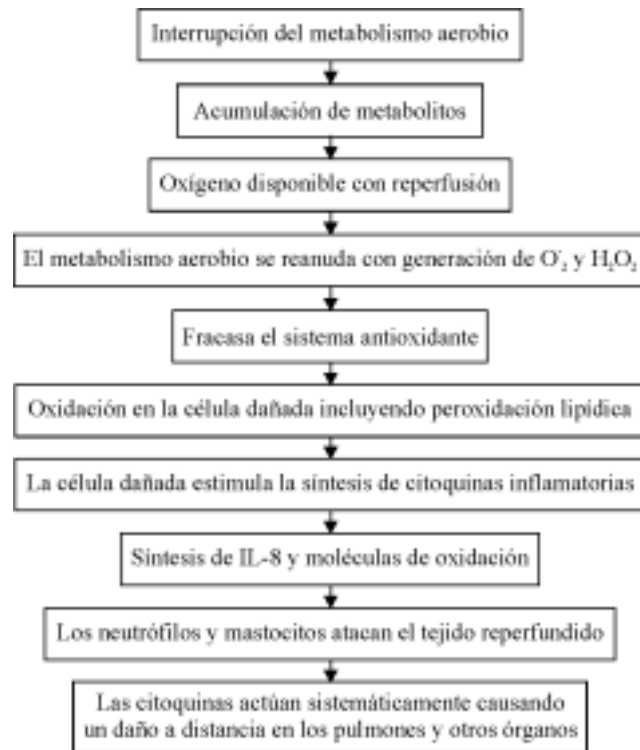 Interrupción del metabolismo aerobio
Acumulación de metabolitos
Oxígeno disponible con reperfusión
El metabolismo aerobio se reanuda con generación de O⁻₂ y H₂O₂
Fracasa el sistema antioxidante
Oxidación en la célula dañada incluyendo peroxidación lipídica
La célula dañada estimula la síntesis de citoquinas inflamatorias
Síntesis de IL-8 y moléculas de oxidación
Los neutrófilos y mastocitos atacan el tejido reperfundido
Las citoquinas actúan sistemáticamente causando
un daño a distancia en los pulmones y otros órganos